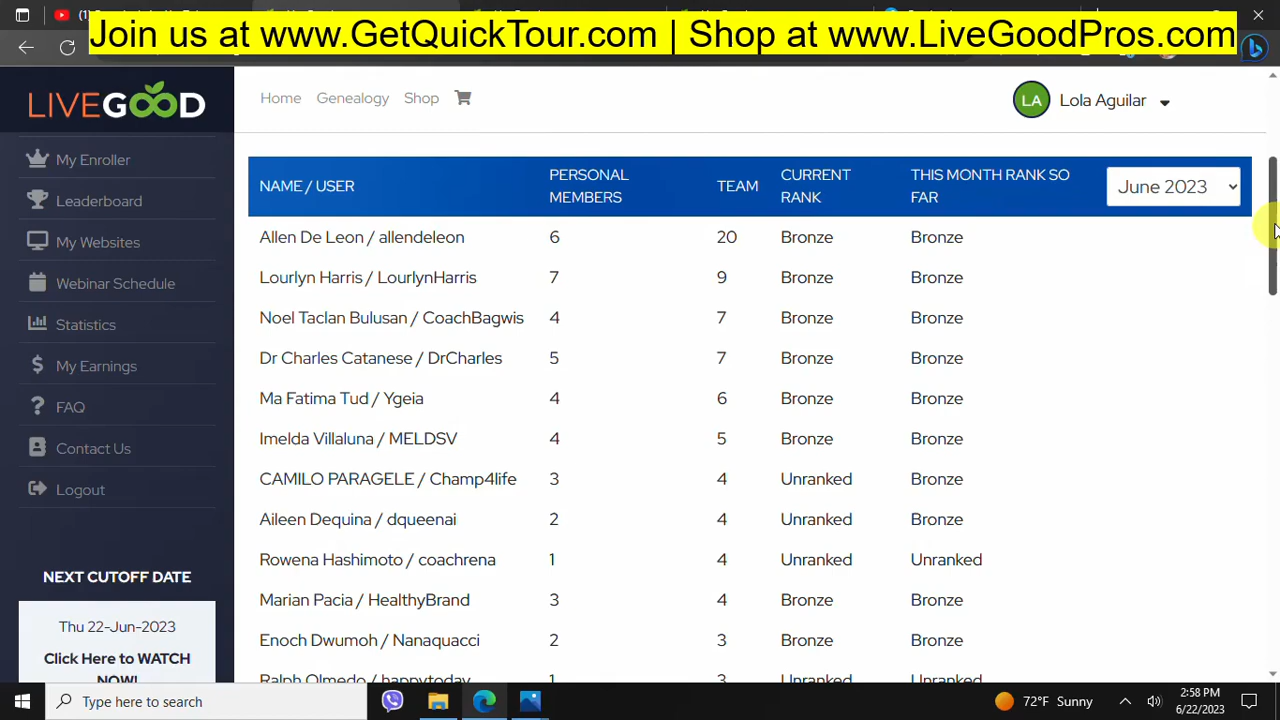 Join us at www.GetQuickTour.com | Shop at www.LiveGoodPros.com
LIVEGOOD
Home Genealogy Shop
LA Lola Aguilar
My Enroller
Leaderboard
My Websites
Webinar Schedule
Statistics
My Earnings
FAQ
Contact Us
Logout
NEXT CUTOFF DATE
Thu 22-Jun-2023
Click Here to WATCH
NOW!
NAME / USER PERSONAL MEMBERS TEAM CURRENT RANK THIS MONTH RANK SO FAR June 2023
Allen De Leon / allendeleon 6 20 Bronze Bronze
Lourlyn Harris / LourlynHarris 7 9 Bronze Bronze
Noel Taclan Bulusan / CoachBagwis 4 7 Bronze Bronze
Dr Charles Catanese / DrCharles 5 7 Bronze Bronze
Ma Fatima Tud / Ygeia 4 6 Bronze Bronze
Imelda Villaluna / MELDSV 4 5 Bronze Bronze
CAMILO PARAGELE / Champ4life 3 4 Unranked Bronze
Aileen Dequina / dqueenai 2 4 Unranked Bronze
Rowena Hashimoto / coachrena 1 4 Unranked Unranked
Marian Pacia / HealthyBrand 3 4 Bronze Bronze
Enoch Dwumoh / Nanaquacci 2 3 Bronze Bronze
Ralph Olmedo / happytoday 1 3 Unranked Unranked
Type here to search
72°F Sunny
2:58 PM
6/22/2023